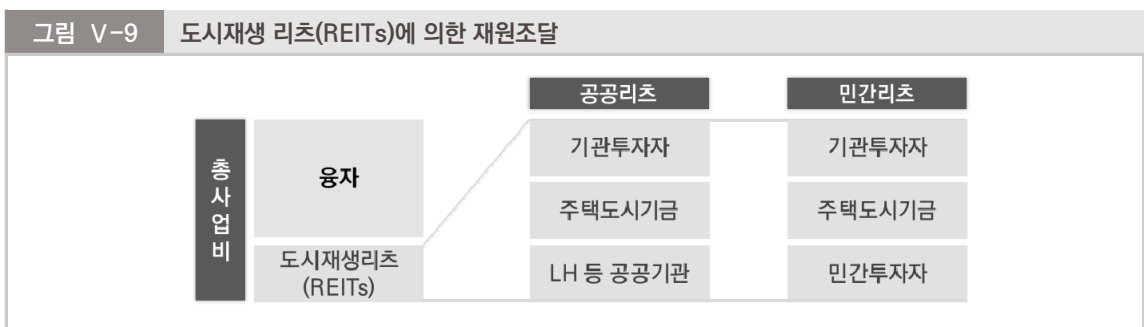 그림 Ⅴ-9 도시재생 리츠(REITs)에 의한 재원조달
공공리츠 민간리츠
총사업비
융자
기관투자자 기관투자자
주택도시기금 주택도시기금
도시재생리츠
(REITs)
LH 등 공공기관 민간투자자